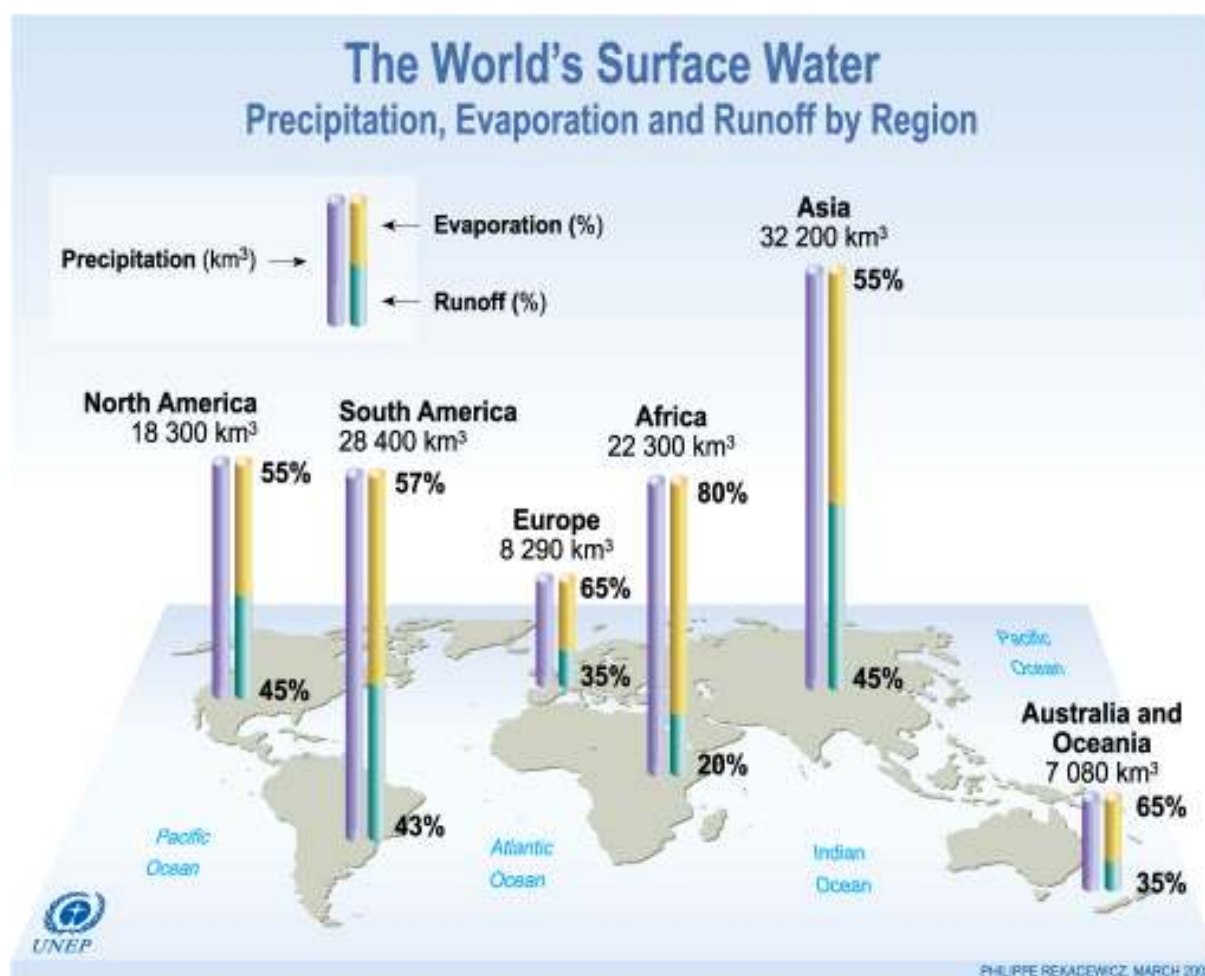 The World's Surface Water
Precipitation, Evaporation and Runoff by Region
Precipitation (km³)
Evaporation (%)
Runoff (%)
Asia
32 200 km³
55%
45%
North America
18 300 km³
55%
45%
South America
28 400 km³
57%
43%
Europe
8 290 km³
65%
35%
Africa
22 300 km³
80%
20%
Australia and
Oceania
7 080 km³
65%
35%
Pacific
Ocean
Pacific
Ocean
Atlantic
Ocean
Indian
Ocean
UNEP
PHILIPPE REKACEWICZ, MARCH